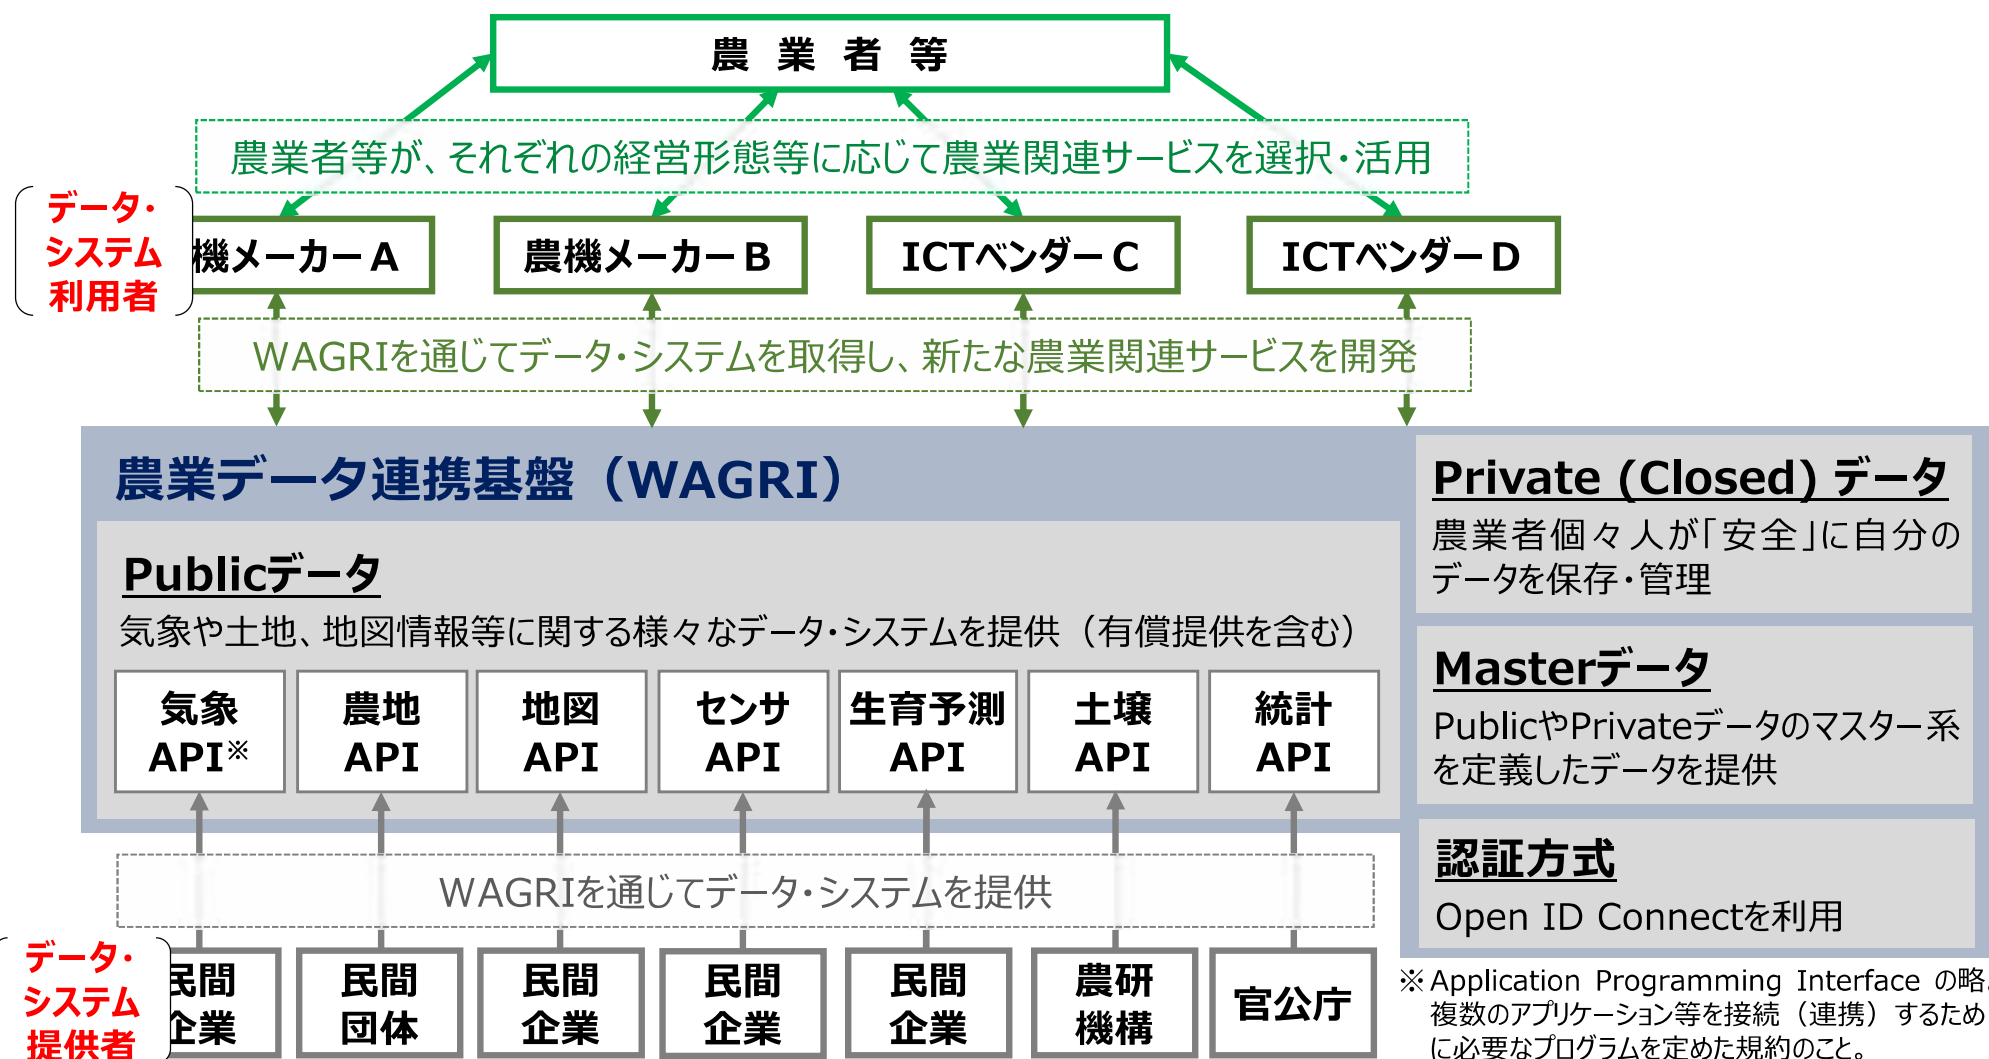 農業者等
農業者等が、それぞれの経営形態等に応じて農業関連サービスを選択・活用
データ・
システム
利用者
機メーカーA
農機メーカーB
ICTベンダーC
ICTベンダーD
WAGRIを通じてデータ・システムを取得し、新たな農業関連サービスを開発
農業データ連携基盤（WAGRI）
Publicデータ
気象や土地、地図情報等に関する様々なデータ・システムを提供（有償提供を含む）
気象
API※
農地
API
地図
API
センサ
API
生育予測
API
土壌
API
統計
API
Private (Closed) データ
農業者個々人が「安全」に自分の
データを保存・管理
Masterデータ
PublicやPrivateデータのマスター系
を定義したデータを提供
認証方式
Open ID Connectを利用
WAGRIを通じてデータ・システムを提供
データ・
システム
提供者
民間
企業
民間
団体
民間
企業
民間
企業
民間
企業
農研
機構
官公庁
※Application Programming Interface の略。
複数のアプリケーション等を接続（連携）するため
に必要なプログラムを定めた規約のこと。